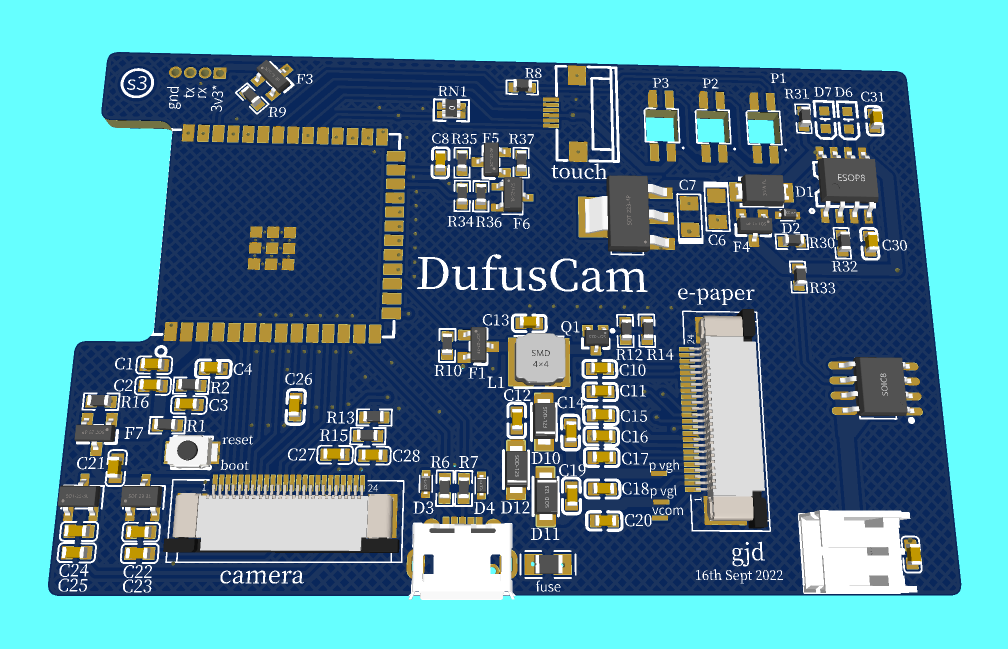 s3
gnd
tx
rx
3v3*
F3
R9
RN1
R8
touch
P3
P2
P1
R31
D7
D6
C31
C8
R35
F5
R37
R34
R36
F6
SOT 223-3R
C7
C6
D1
F4
D2
ESOP8
R30
R32
C30
R33
DufusCam
e-paper
C13
Q1
R10
F1
L1
SMD
4×4
R12
R14
24
C10
C11
C12
C14
C15
C16
C17
C18
C19
C20
D10
D11
D12
p vgh
p vgl
vcom
SOIC8
C1
C2
C3
C4
R2
R16
R1
F7
C21
reset
boot
C26
R13
R15
C27
C28
R6
R7
D3
D4
1
24
C24
C25
C22
C23
camera
fuse
gjd
16th Sept 2022